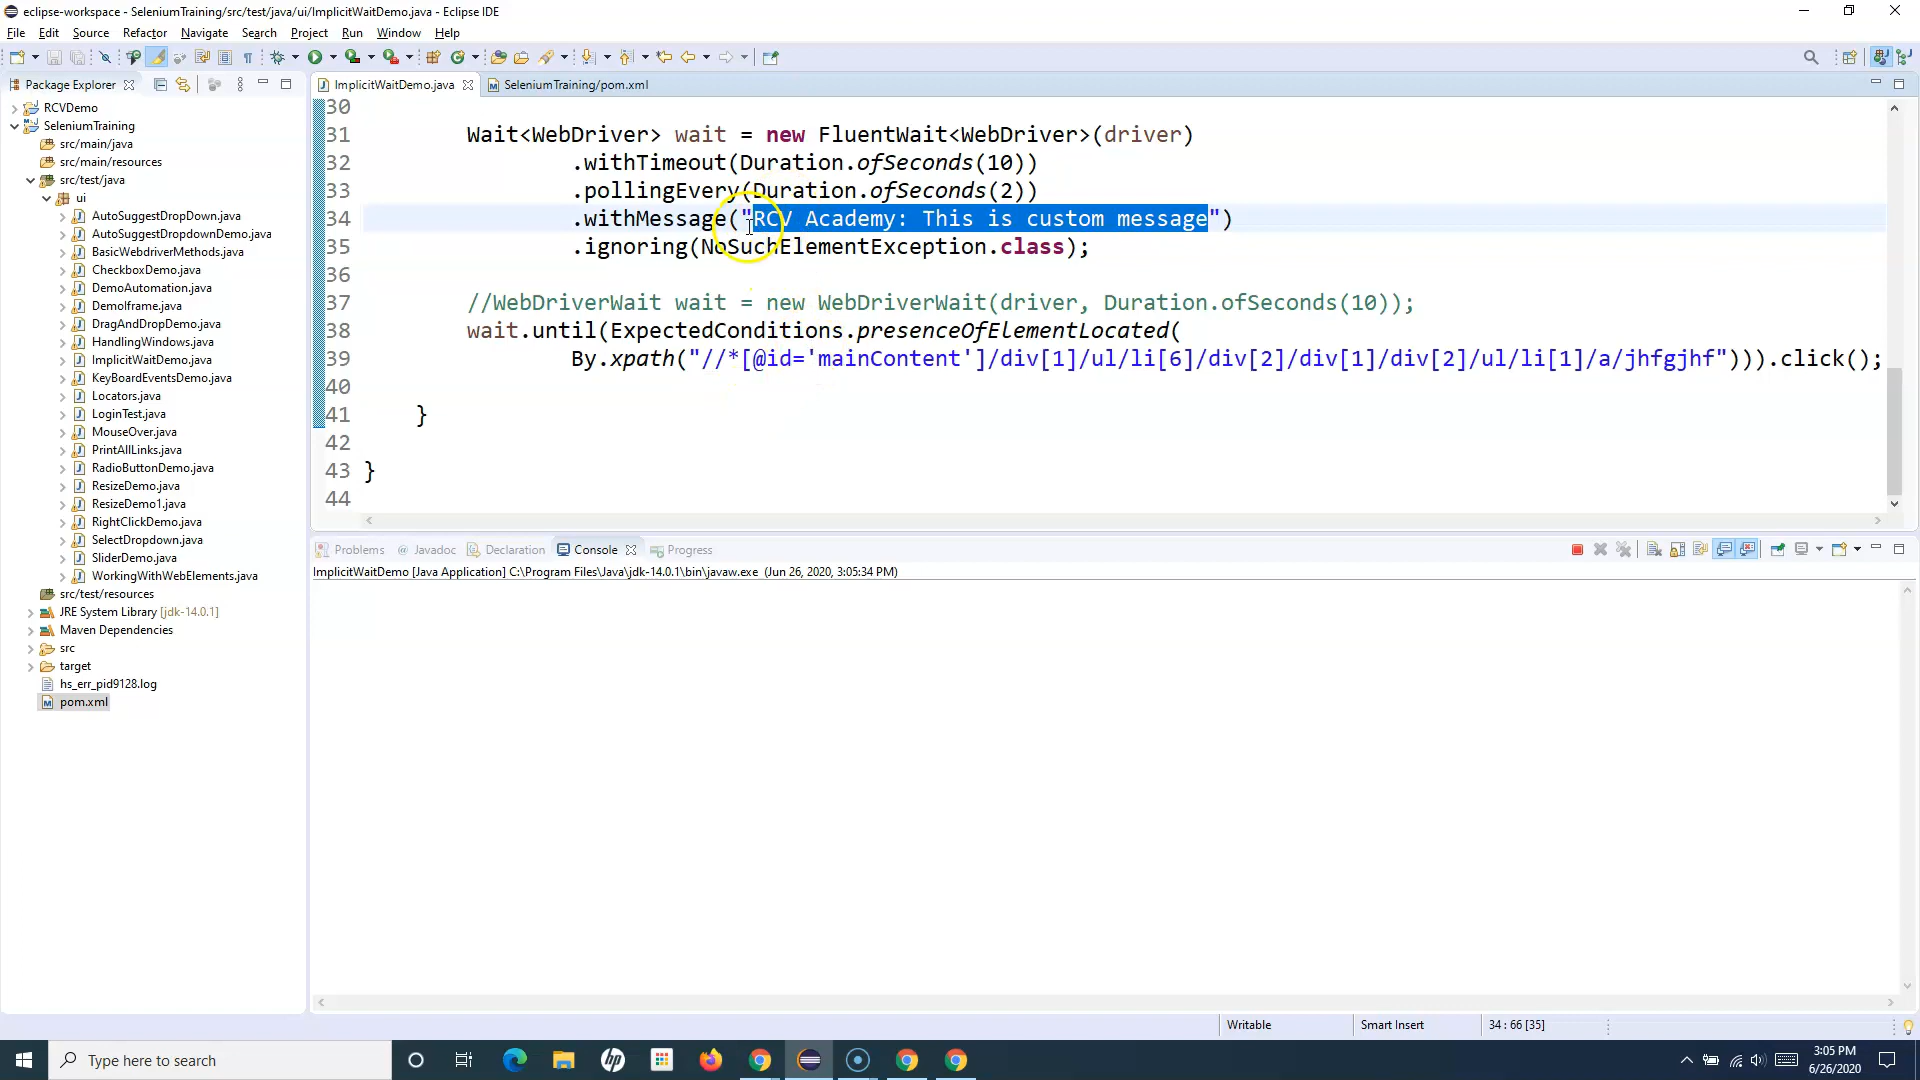 eclipse-workspace - SeleniumTraining/src/test/java/ui/ImplicitWaitDemo.java - Eclipse IDE
File Edit Source Refactor Navigate Search Project Run Window Help
Package Explorer
ImplicitWaitDemo.java SeleniumTraining/pom.xml
RCVDemo
SeleniumTraining
src/main/java
src/main/resources
src/test/java
ui
AutoSuggestDropDown.java
AutoSuggestDropdownDemo.java
BasicWebdriverMethods.java
CheckboxDemo.java
DemoAutomation.java
DemoIframe.java
DragAndDropDemo.java
HandlingWindows.java
ImplicitWaitDemo.java
KeyBoardEventsDemo.java
Locators.java
LoginTest.java
MouseOver.java
PrintAllLinks.java
RadioButtonDemo.java
ResizeDemo.java
ResizeDemo1.java
RightClickDemo.java
SelectDropdown.java
SliderDemo.java
WorkingWithWebElements.java
src/test/resources
JRE System Library [jdk-14.0.1]
Maven Dependencies
src
target
hs_err_pid9128.log
pom.xml
30
31 Wait<WebDriver> wait = new FluentWait<WebDriver>(driver)
32 .withTimeout(Duration.ofSeconds(10))
33 .pollingEvery(Duration.ofSeconds(2))
34 .withMessage("RCV Academy: This is custom message")
35 .ignoring(NoSuchElementException.class);
36
37 //WebDriverWait wait = new WebDriverWait(driver, Duration.ofSeconds(10));
38 wait.until(ExpectedConditions.presenceOfElementLocated(
39 By.xpath("//*[@id='mainContent']/div[1]/ul/li[6]/div[2]/div[1]/div[2]/ul/li[1]/a/jhfgjhf"))).click();
40
41 }
42
43 }
44
Problems Javadoc Declaration Console Progress
ImplicitWaitDemo [Java Application] C:\Program Files\Java\jdk-14.0.1\bin\javaw.exe (Jun 26, 2020, 3:05:34 PM)
Writable Smart Insert 34 : 66 [35]
Type here to search
3:05 PM
6/26/2020